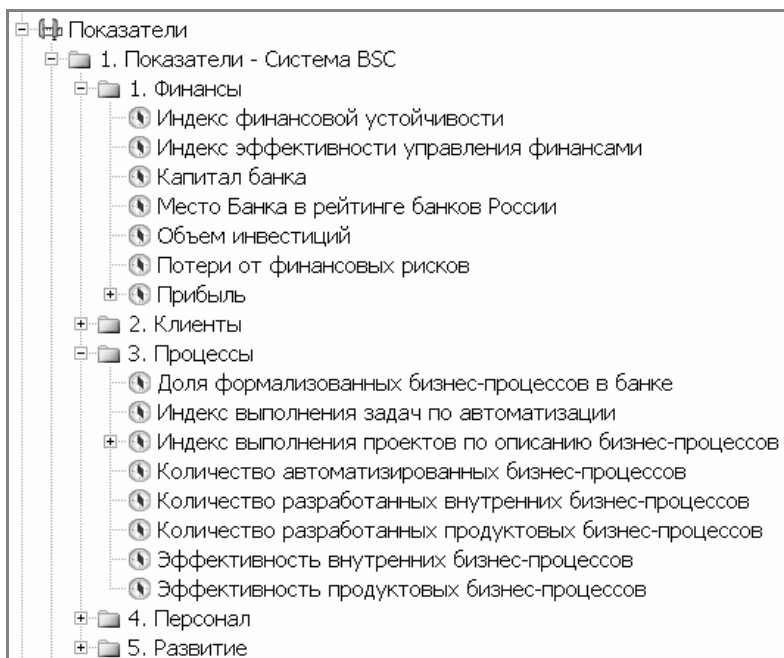 Показатели
1. Показатели - Система BSC
1. Финансы
Индекс финансовой устойчивости
Индекс эффективности управления финансами
Капитал банка
Место Банка в рейтинге банков России
Объем инвестиций
Потери от финансовых рисков
Прибыль
2. Клиенты
3. Процессы
Доля формализованных бизнес-процессов в банке
Индекс выполнения задач по автоматизации
Индекс выполнения проектов по описанию бизнес-процессов
Количество автоматизированных бизнес-процессов
Количество разработанных внутренних бизнес-процессов
Количество разработанных продуктовых бизнес-процессов
Эффективность внутренних бизнес-процессов
Эффективность продуктовых бизнес-процессов
4. Персонал
5. Развитие